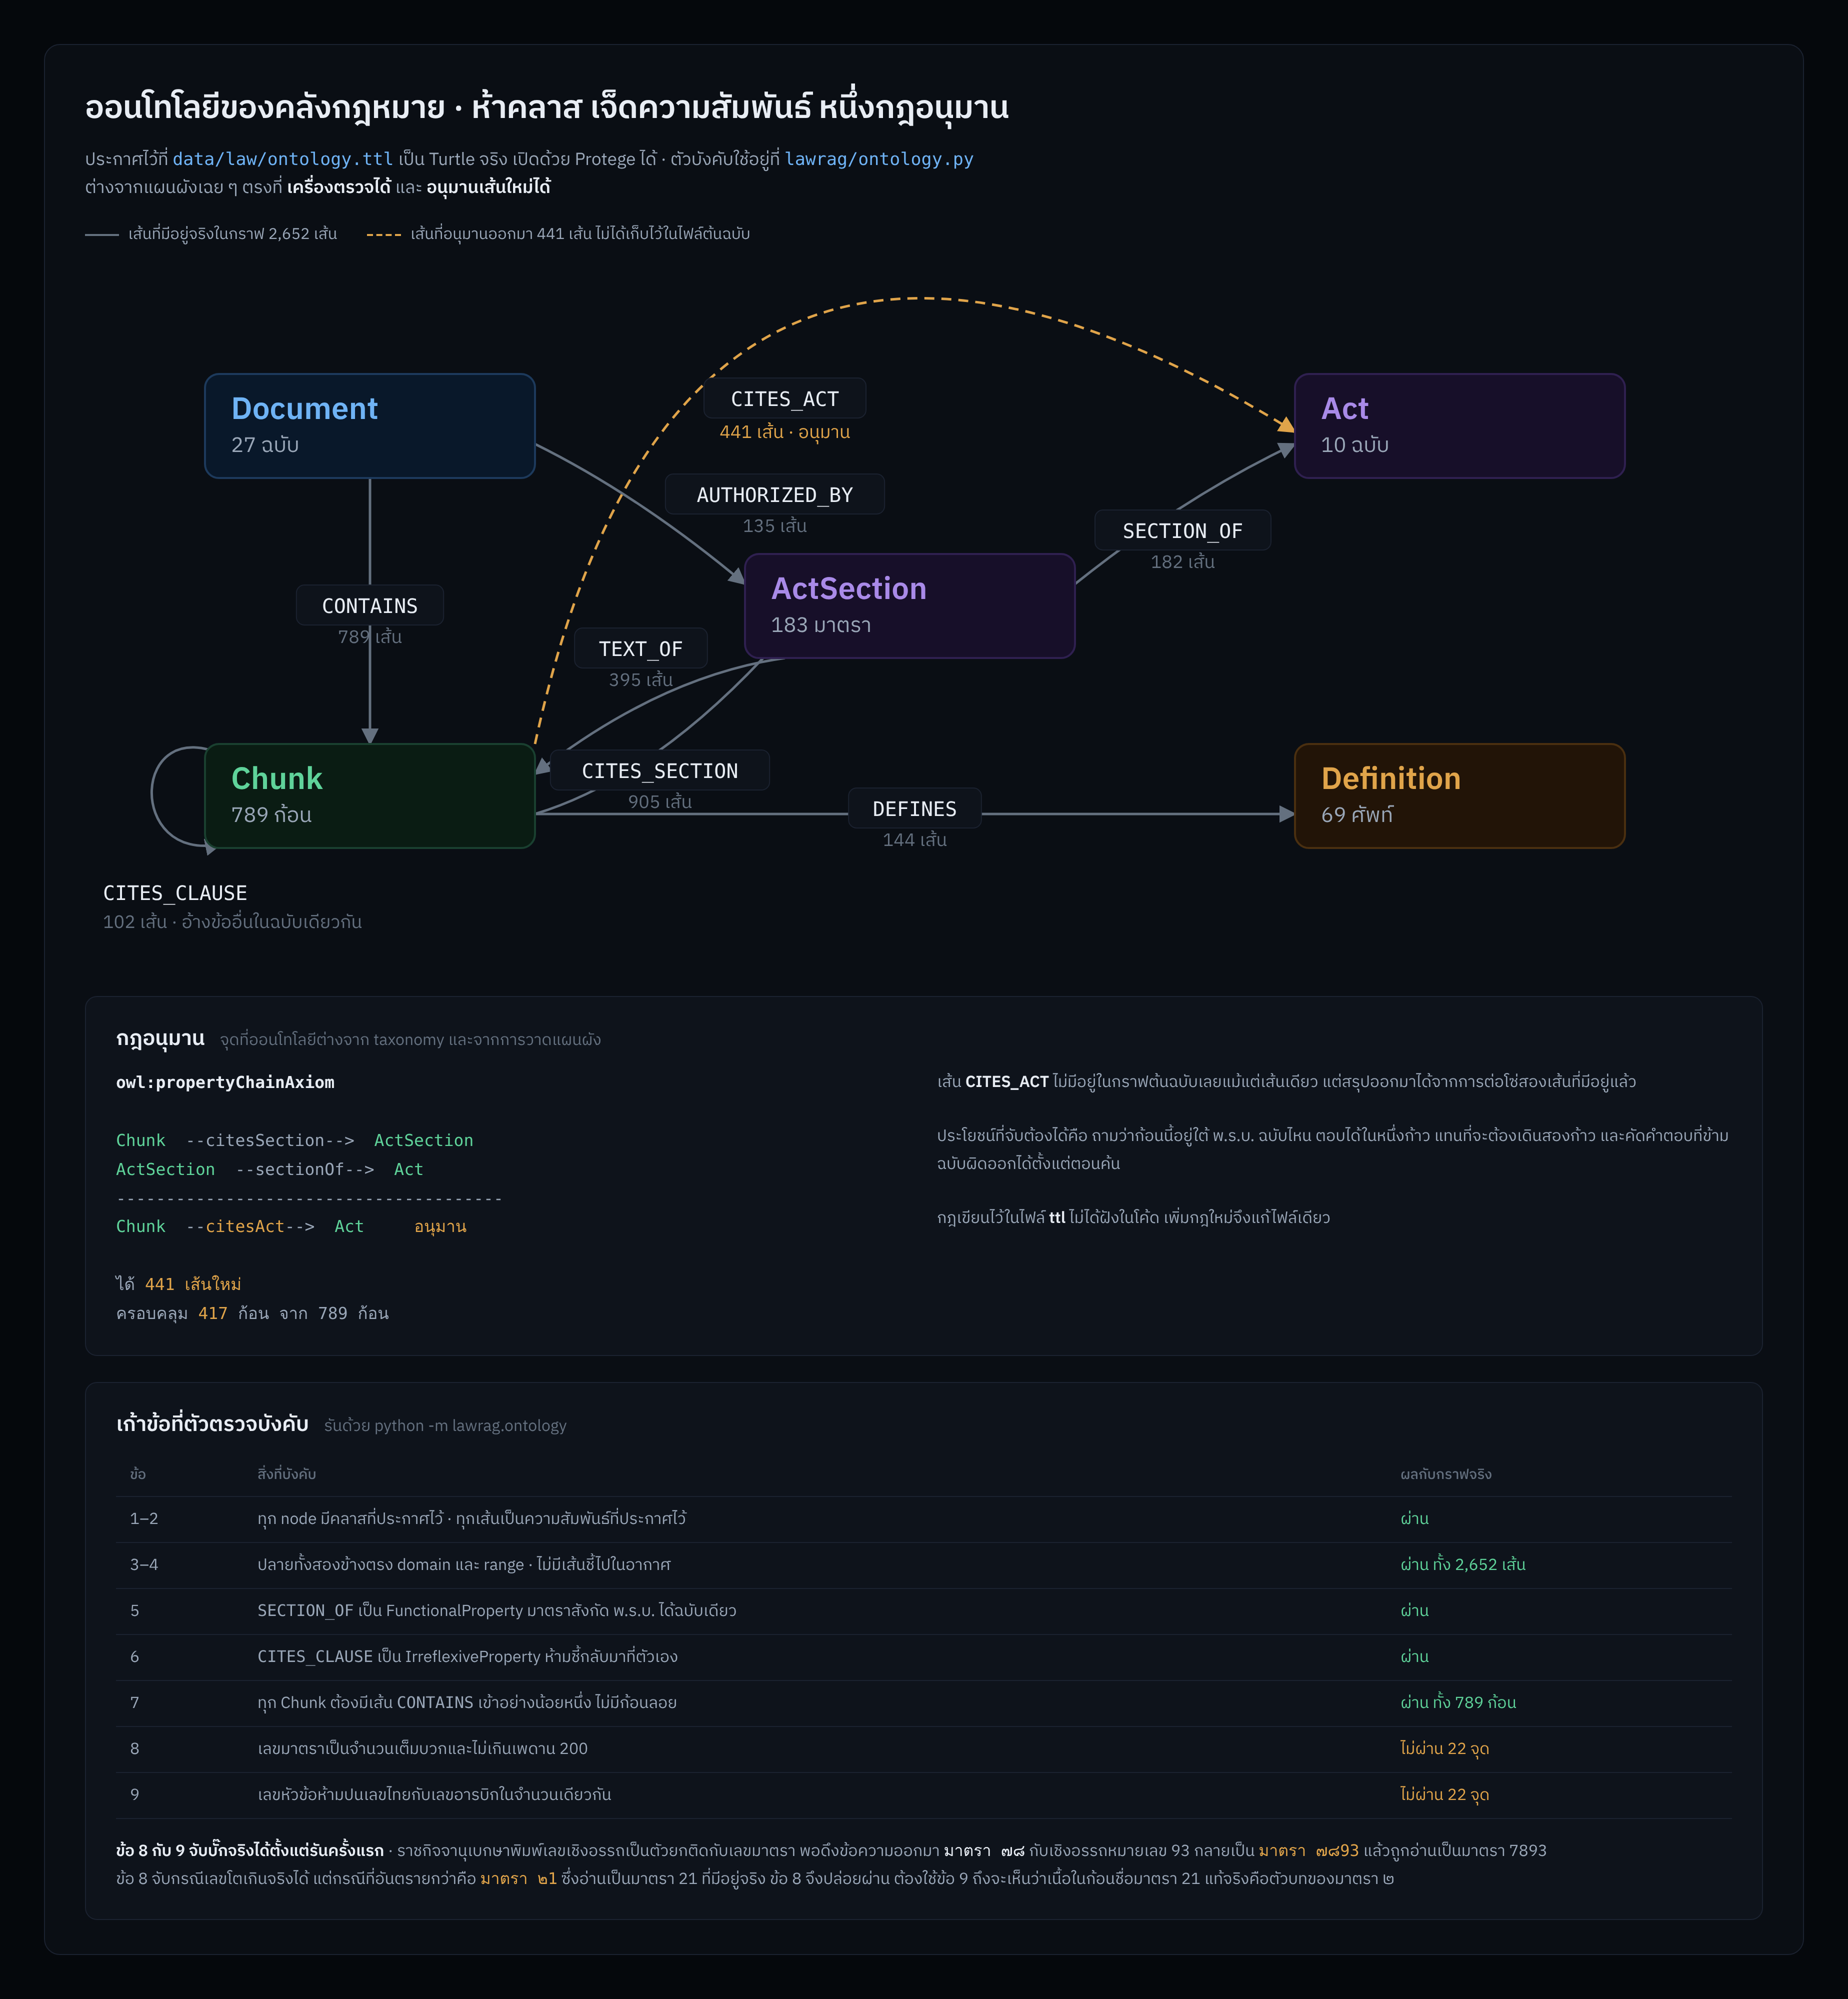 ออนโทโลยีของคลังกฎหมาย · ห้าคลาส เจ็ดความสัมพันธ์ หนึ่งกฎอนุมาน
ประกาศไว้ที่ data/law/ontology.ttl เป็น Turtle จริง เปิดด้วย Protege ได้ · ตัวบังคับใช้อยู่ที่ lawrag/ontology.py
ต่างจากแผนผังเฉย ๆ ตรงที่ เครื่องตรวจได้ และ อนุมานเส้นใหม่ได้
เส้นที่มีอยู่จริงในกราฟ 2,652 เส้น
เส้นที่อนุมานออกมา 441 เส้น ไม่ได้เก็บไว้ในไฟล์ต้นฉบับ
Document
27 ฉบับ
CITES_ACT
441 เส้น · อนุมาน
Act
10 ฉบับ
AUTHORIZED_BY
135 เส้น
SECTION_OF
182 เส้น
ActSection
183 มาตรา
CONTAINS
789 เส้น
TEXT_OF
395 เส้น
Chunk
789 ก้อน
CITES_SECTION
905 เส้น
DEFINES
144 เส้น
Definition
69 ศัพท์
CITES_CLAUSE
102 เส้น · อ้างข้ออื่นในฉบับเดียวกัน
กฎอนุมาน จุดที่ออนโทโลยีต่างจาก taxonomy และจากการวาดแผนผัง
owl:propertyChainAxiom
Chunk --citesSection--> ActSection
ActSection --sectionOf--> Act
---------------------------------------
Chunk --citesAct--> Act อนุมาน
ได้ 441 เส้นใหม่
ครอบคลุม 417 ก้อน จาก 789 ก้อน
เส้น CITES_ACT ไม่มีอยู่ในกราฟต้นฉบับเลยแม้แต่เส้นเดียว แต่สรุปออกมาได้จากการต่อโซ่สองเส้นที่มีอยู่แล้ว
ประโยชน์ที่จับต้องได้คือ ถามว่าก้อนนี้อยู่ใต้ พ.ร.บ. ฉบับไหน ตอบได้ในหนึ่งก้าว แทนที่จะต้องเดินสองก้าว และคัดคำตอบที่ข้าม
ฉบับผิดออกได้ตั้งแต่ตอนค้น
กฎเขียนไว้ในไฟล์ ttl ไม่ได้ฝังในโค้ด เพิ่มกฎใหม่จึงแก้ไฟล์เดียว
เก้าข้อที่ตัวตรวจบังคับ รันด้วย python -m lawrag.ontology
ข้อ สิ่งที่บังคับ ผลกับกราฟจริง
1–2 ทุก node มีคลาสที่ประกาศไว้ · ทุกเส้นเป็นความสัมพันธ์ที่ประกาศไว้ ผ่าน
3–4 ปลายทั้งสองข้างตรง domain และ range · ไม่มีเส้นชี้ไปในอากาศ ผ่าน ทั้ง 2,652 เส้น
5 SECTION_OF เป็น FunctionalProperty มาตราสังกัด พ.ร.บ. ได้ฉบับเดียว ผ่าน
6 CITES_CLAUSE เป็น IrreflexiveProperty ห้ามชี้กลับมาที่ตัวเอง ผ่าน
7 ทุก Chunk ต้องมีเส้น CONTAINS เข้าอย่างน้อยหนึ่ง ไม่มีก้อนลอย ผ่าน ทั้ง 789 ก้อน
8 เลขมาตราเป็นจำนวนเต็มบวกและไม่เกินเพดาน 200 ไม่ผ่าน 22 จุด
9 เลขหัวข้อห้ามปนเลขไทยกับเลขอารบิกในจำนวนเดียวกัน ไม่ผ่าน 22 จุด
ข้อ 8 กับ 9 จับบั๊กจริงได้ตั้งแต่รันครั้งแรก · ราชกิจจานุเบกษาพิมพ์เลขเชิงอรรถเป็นตัวยกติดกับเลขมาตรา พอดึงข้อความออกมา มาตรา ๗๘ กับเชิงอรรถหมายเลข 93 กลายเป็น มาตรา ๗๘93 แล้วถูกอ่านเป็นมาตรา 7893
ข้อ 8 จับกรณีเลขโตเกินจริงได้ แต่กรณีที่อันตรายกว่าคือ มาตรา ๒1 ซึ่งอ่านเป็นมาตรา 21 ที่มีอยู่จริง ข้อ 8 จึงปล่อยผ่าน ต้องใช้ข้อ 9 ถึงจะเห็นว่าเนื้อในก้อนชื่อมาตรา 21 แท้จริงคือตัวบทของมาตรา ๒